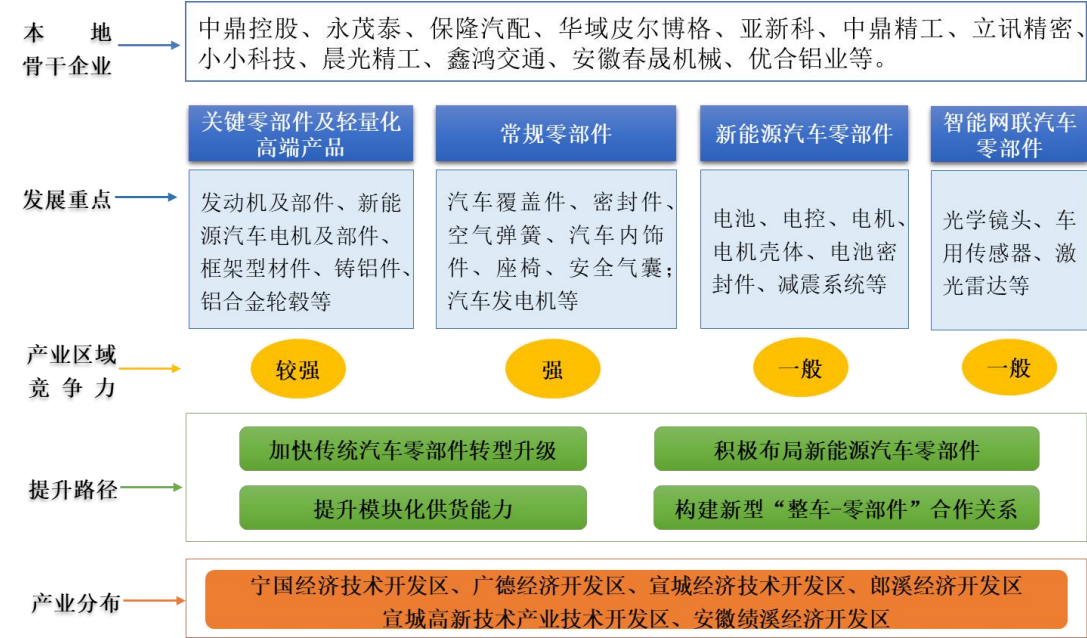 本 地
骨干企业
中鼎控股、永茂泰、保隆汽配、华域皮尔博格、亚新科、中鼎精工、立讯精密、
小小科技、晨光精工、鑫鸿交通、安徽春晟机械、优合铝业等。
关键零部件及轻量化
高端产品
常规零部件
新能源汽车零部件
智能网联汽车
零部件
发展重点
发动机及部件、新能
源汽车电机及部件、
框架型材件、铸铝件、
铝合金轮毂等
汽车覆盖件、密封件、
空气弹簧、汽车内饰
件、座椅、安全气囊；
汽车发电机等
电池、电控、电机、
电机壳体、电池密
封件、减震系统等
光学镜头、车
用传感器、激
光雷达等
产业区域
竞 争 力
较强
强
一般
一般
提升路径
加快传统汽车零部件转型升级
积极布局新能源汽车零部件
提升模块化供货能力
构建新型“整车-零部件”合作关系
产业分布
宁国经济技术开发区、广德经济开发区、宣城经济技术开发区、郎溪经济开发区
宣城高新技术产业技术开发区、安徽绩溪经济开发区